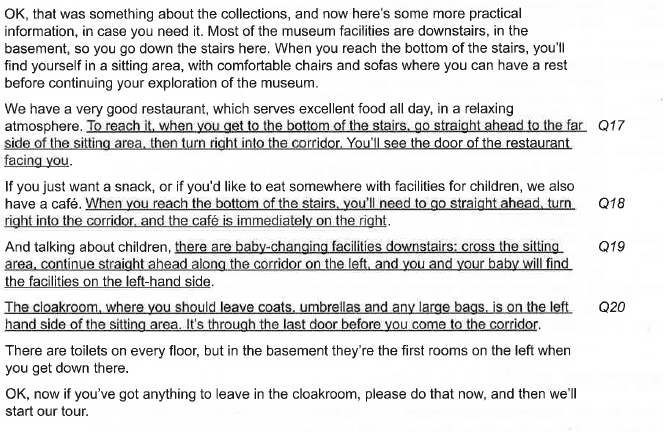 OK, that was something about the collections, and now here's some more practical
information, in case you need it. Most of the museum facilities are downstairs, in the
basement, so you go down the stairs here. When you reach the bottom of the stairs, you'll
find yourself in a sitting area, with comfortable chairs and sofas where you can have a rest
before continuing your exploration of the museum.
We have a very good restaurant, which serves excellent food all day, in a relaxing
atmosphere. To reach it, when you get to the bottom of the stairs, go straight ahead to the far Q17
side of the sitting area, then turn right into the corridor. You'll see the door of the restaurant
facing you.
If you just want a snack, or if you'd like to eat somewhere with facilities for children, we also
have a café. When you reach the bottom of the stairs, you'll need to go straight ahead, turn Q18
right into the corridor, and the café is immediately on the right.
And talking about children, there are baby-changing facilities downstairs: cross the sitting Q19
area, continue straight ahead along the corridor on the left, and you and your baby will find
the facilities on the left-hand side.
The cloakroom, where you should leave coats, umbrellas and any large bags, is on the left Q20
hand side of the sitting area. It's through the last door before you come to the corridor.
There are toilets on every floor, but in the basement they're the first rooms on the left when
you get down there.
OK, now if you've got anything to leave in the cloakroom, please do that now, and then we'll
start our tour.